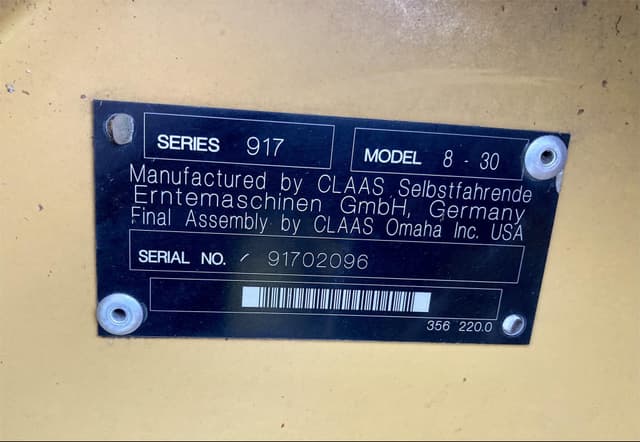 SERIES 917 MODEL 8 - 30
Manufactured by CLAAS Selbstfahrende
Erntemaschinen GmbH, Germany
Final Assembly by CLAAS Omaha Inc. USA
SERIAL NO. 91702096
356 220.0